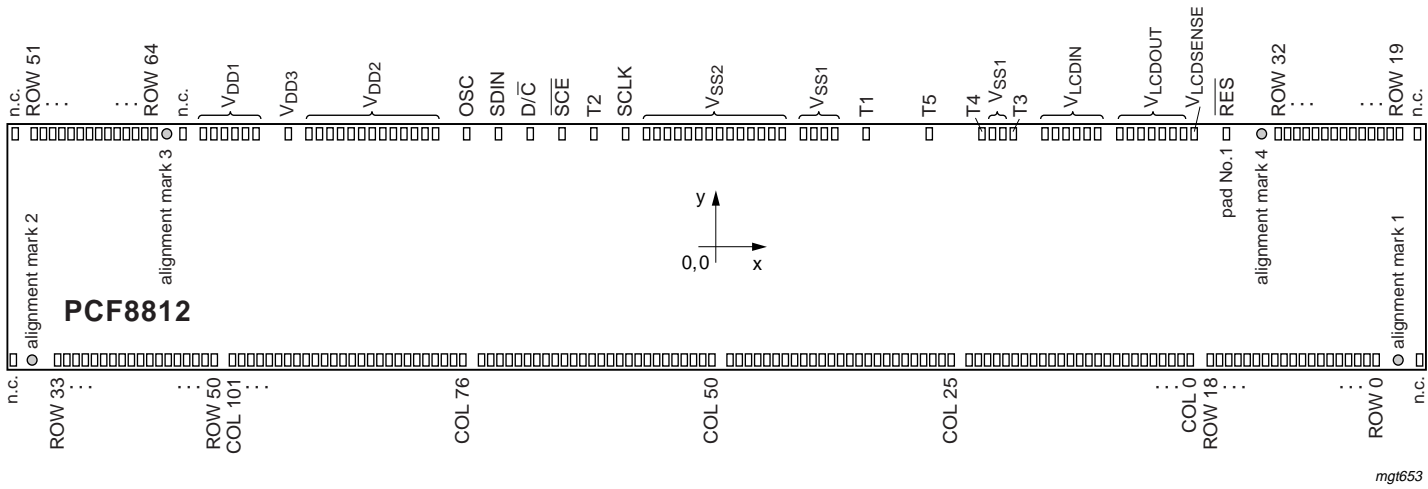 n.c.
ROW 51
. . .
. . .
ROW 64
n.c.
VDD1
VDD3
VDD2
OSC
SDIN
D/C̅
S̅C̅E̅
T2
SCLK
VSS2
VSS1
T1
T5
T4
VSS1
T3
VLCDIN
VLCDOUT
VLCDSENSE
R̅E̅S̅
ROW 32
. . .
. . .
ROW 19
n.c.
alignment mark 2
alignment mark 3
PCF8812
y
0,0
x
pad No.1
alignment mark 4
alignment mark 1
n.c.
ROW 33
. . .
. . .
ROW 50
COL 101
. . .
COL 76
COL 50
COL 25
. . .
COL 0
ROW 18
. . .
. . .
ROW 0
n.c.
mgt653